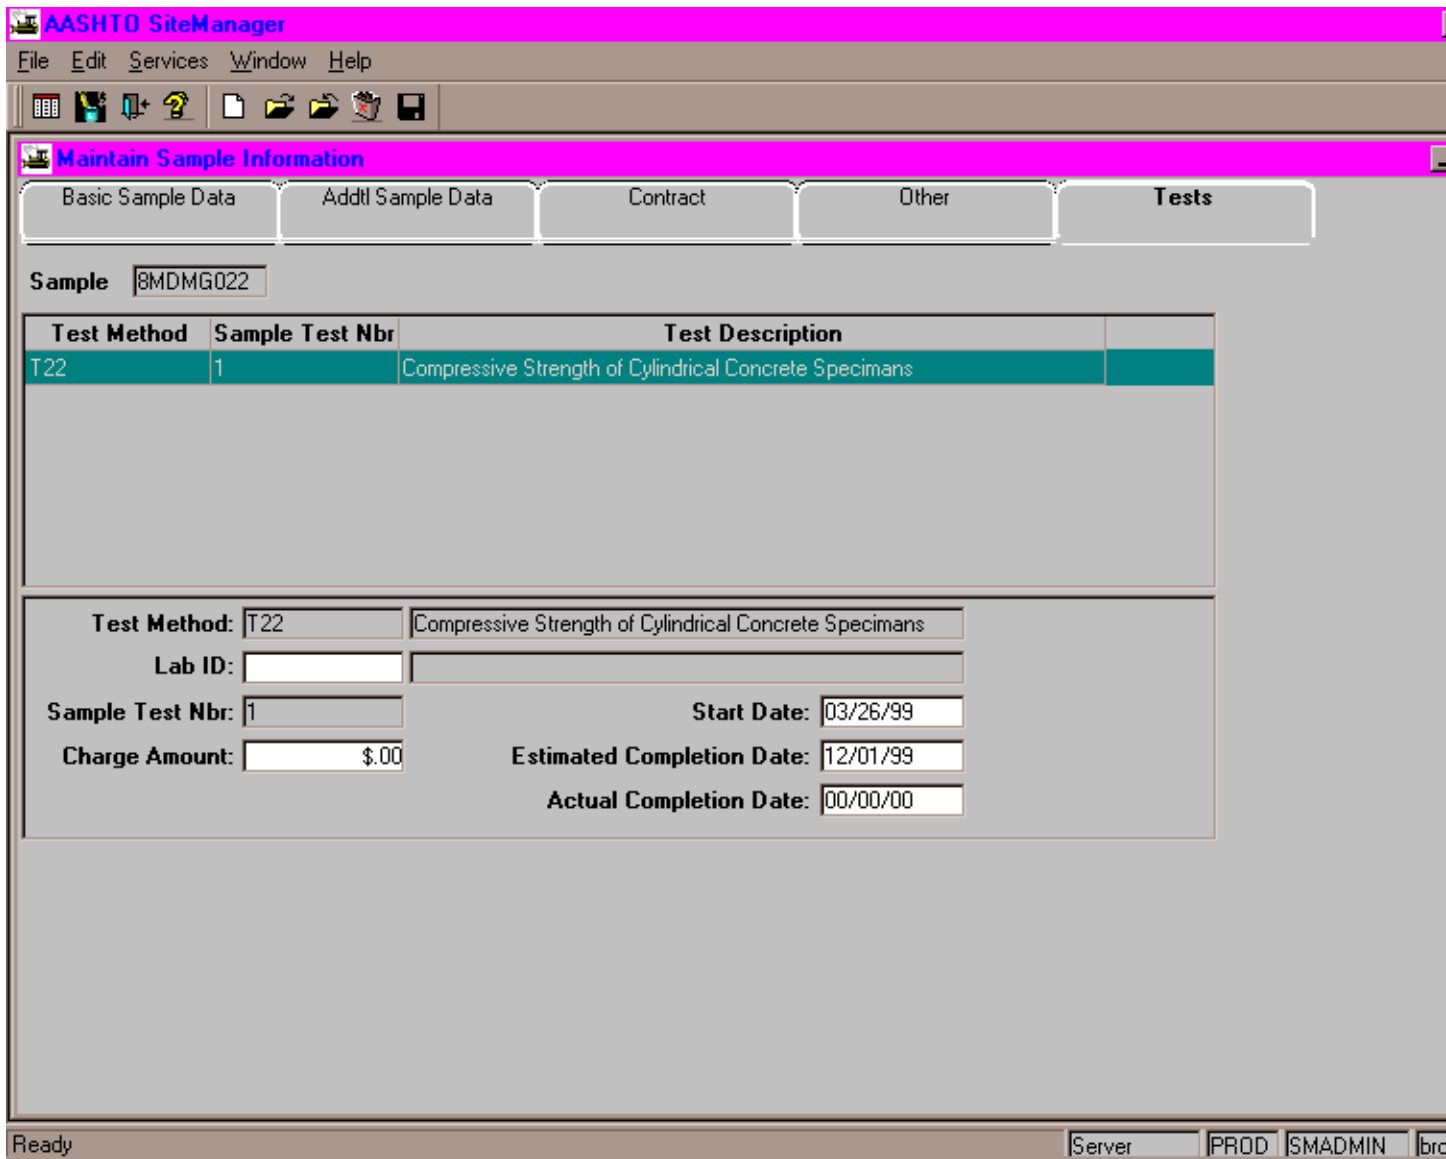 AASHTO SiteManager
File Edit Services Window Help
Maintain Sample Information
Basic Sample Data Addtl Sample Data Contract Other Tests
Sample 8MDMG022
Test Method Sample Test Nbr Test Description
T22 1 Compressive Strength of Cylindrical Concrete Specimans
Test Method: T22 Compressive Strength of Cylindrical Concrete Specimans
Lab ID:
Sample Test Nbr: 1 Start Date: 03/26/99
Charge Amount: $.00 Estimated Completion Date: 12/01/99
Actual Completion Date: 00/00/00
Ready Server PROD SMADMIN